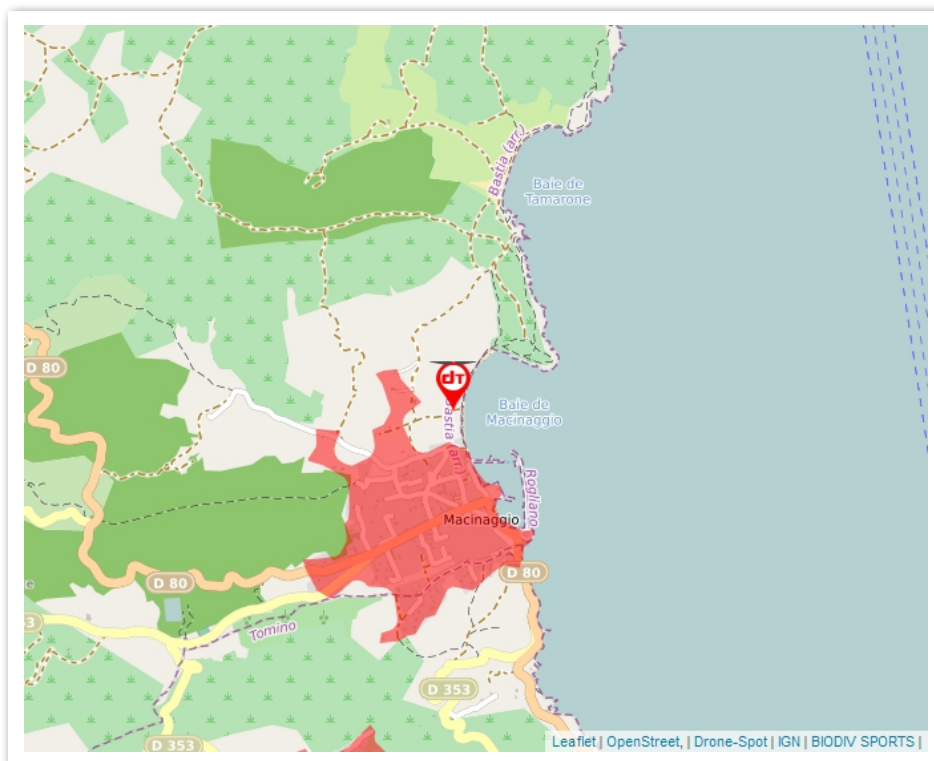 Bastia (arr.)
Baie de
Tamarone
D 80
dT
Bastia (arr.)
Baie de
Macinaggio
Rogliano
Macinaggio
D 80
D 80
Tomino
D 353
D 353
Leaflet | OpenStreet, | Drone-Spot | IGN | BIODIV SPORTS |